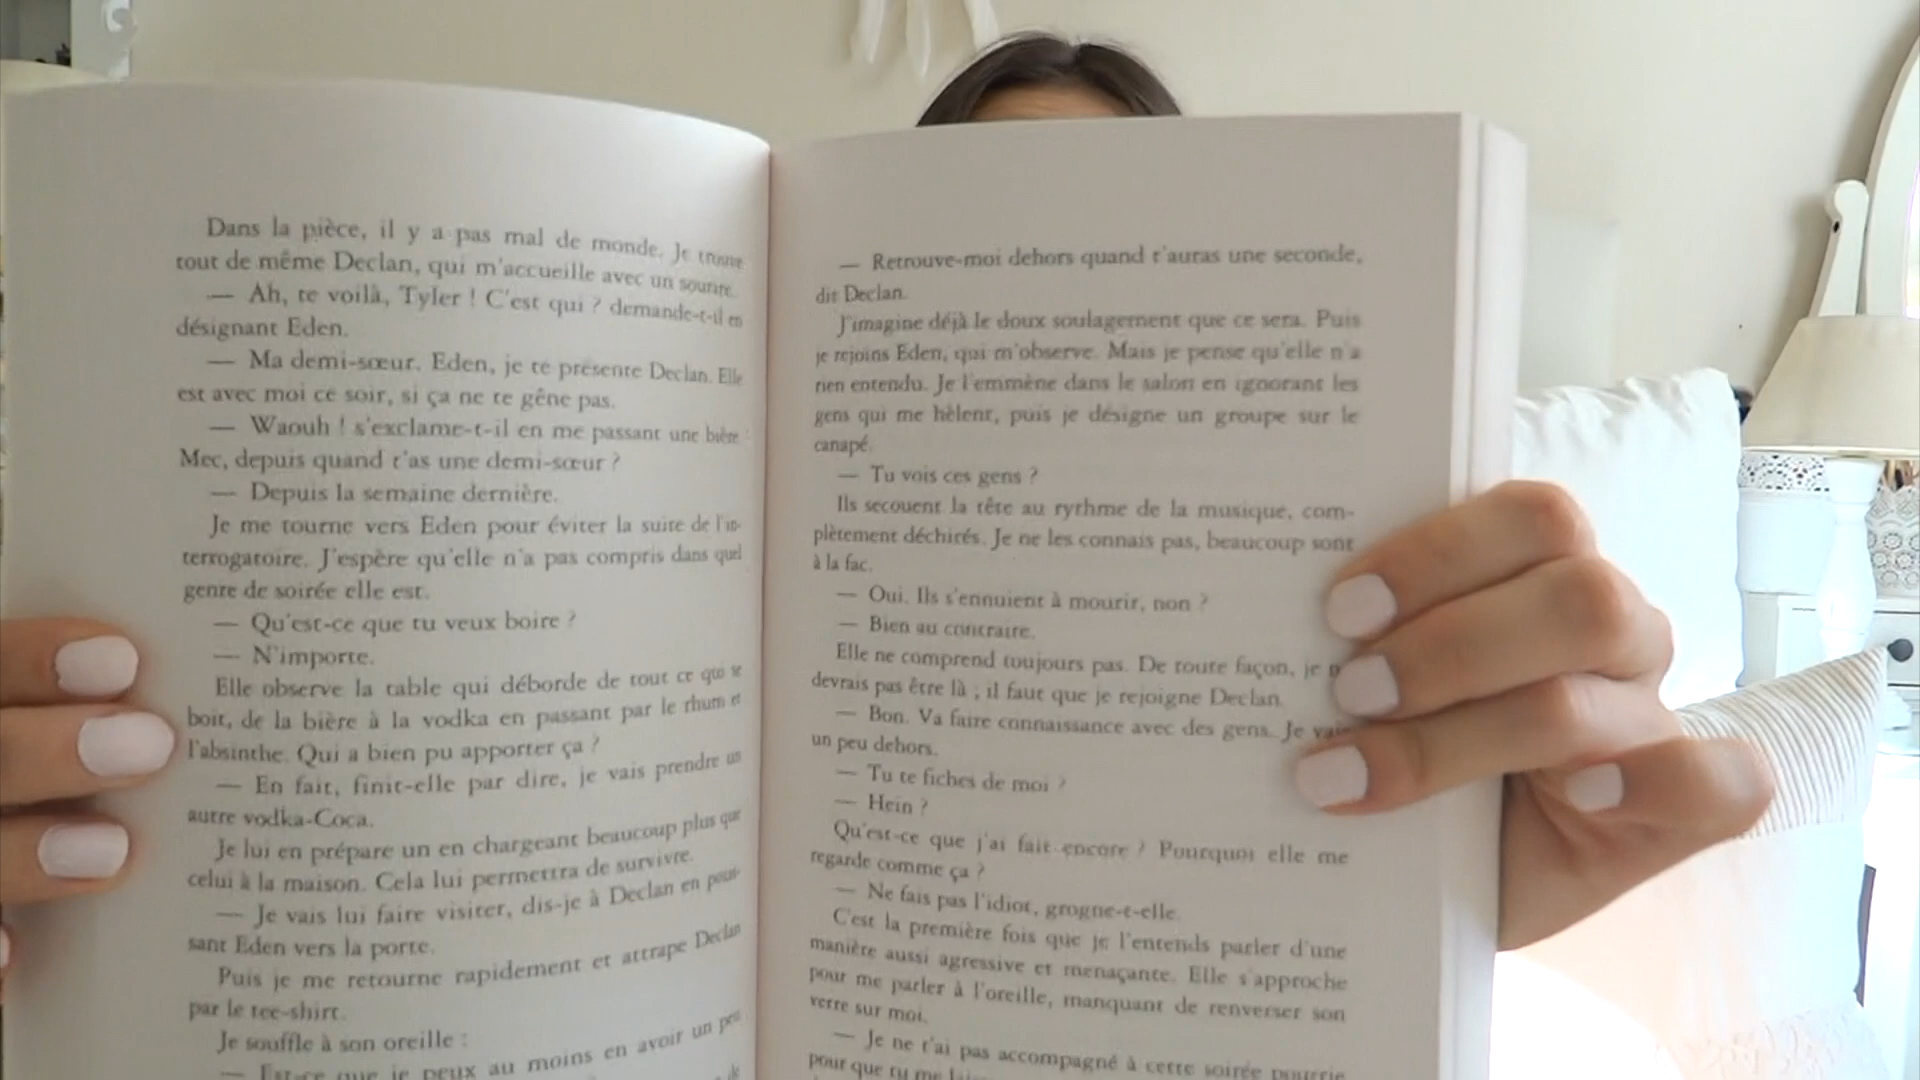 Dans la pièce, il y a pas mal de monde. Je trouve
tout de même Declan, qui m'accueille avec un sourire.
— Ah, te voilà, Tyler ! C'est qui ? demande-t-il en
désignant Eden.
— Ma demi-sœur. Eden, je te présente Declan. Elle
est avec moi ce soir, si ça ne te gêne pas.
— Waouh ! s'exclame-t-il en me passant une bière.
Mec, depuis quand t'as une demi-sœur ?
— Depuis la semaine dernière.
Je me tourne vers Eden pour éviter la suite de l'in-
terrogatoire. J'espère qu'elle n'a pas compris dans quel
genre de soirée elle est.
— Qu'est-ce que tu veux boire ?
— N'importe.
Elle observe la table qui déborde de tout ce qui se
boit, de la bière à la vodka en passant par le rhum et
l'absinthe. Qui a bien pu apporter ça ?
— En fait, finit-elle par dire, je vais prendre un
autre vodka-Coca.
Je lui en prépare un en chargeant beaucoup plus que
celui à la maison. Cela lui permettra de survivre.
— Je vais lui faire visiter, dis-je à Declan en pous-
sant Eden vers la porte.
Puis je me retourne rapidement et attrape Declan
par le tee-shirt.
Je souffle à son oreille :
— Est-ce que je peux au moins en avoir un peu
— Retrouve-moi dehors quand t'auras une seconde,
dit Declan.
J'imagine déjà le doux soulagement que ce sera. Puis
je rejoins Eden, qui m'observe. Mais je pense qu'elle n'a
rien entendu. Je l'emmène dans le salon en ignorant les
gens qui me hèlent, puis je désigne un groupe sur le
canapé.
— Tu vois ces gens ?
Ils secouent la tête au rythme de la musique, com-
plètement déchirés. Je ne les connais pas, beaucoup sont
à la fac.
— Oui. Ils s'ennuient à mourir, non ?
— Bien au contraire.
Elle ne comprend toujours pas. De toute façon, je
devrais pas être là ; il faut que je rejoigne Declan.
— Bon. Va faire connaissance avec des gens. Je vais
un peu dehors.
— Tu te fiches de moi ?
— Hein ?
Qu'est-ce que j'ai fait encore ? Pourquoi elle me
regarde comme ça ?
— Ne fais pas l'idiot, grogne-t-elle.
C'est la première fois que je l'entends parler d'une
manière aussi agressive et menaçante. Elle s'approche
pour me parler à l'oreille, manquant de renverser son
verre sur moi.
— Je ne t'ai pas accompagné à cette soirée pourrie
pour que tu me